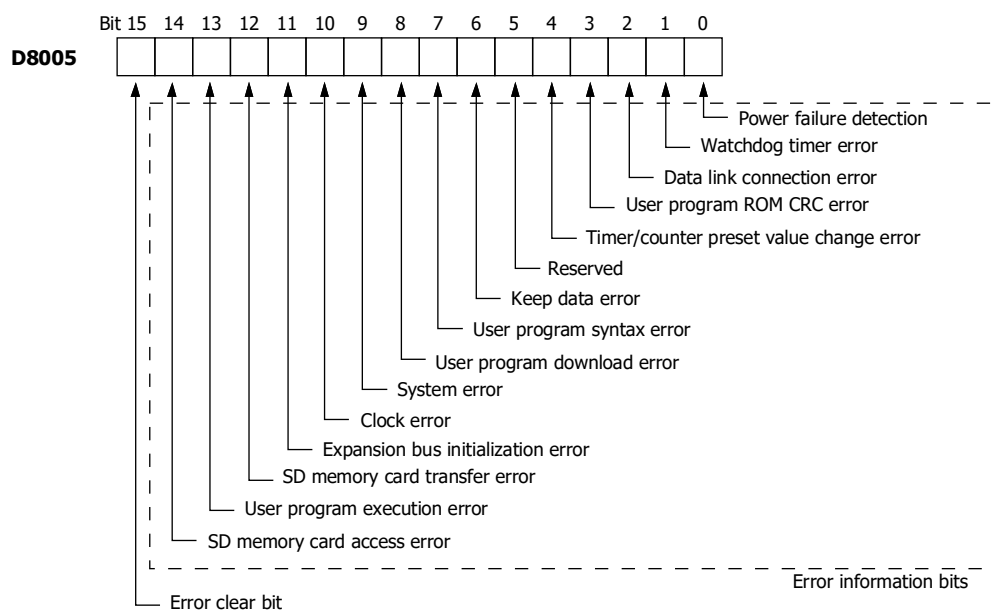 Bit 15 14 13 12 11 10 9 8 7 6 5 4 3 2 1 0
D8005
Power failure detection
Watchdog timer error
Data link connection error
User program ROM CRC error
Timer/counter preset value change error
Reserved
Keep data error
User program syntax error
User program download error
System error
Clock error
Expansion bus initialization error
SD memory card transfer error
User program execution error
SD memory card access error
Error information bits
Error clear bit